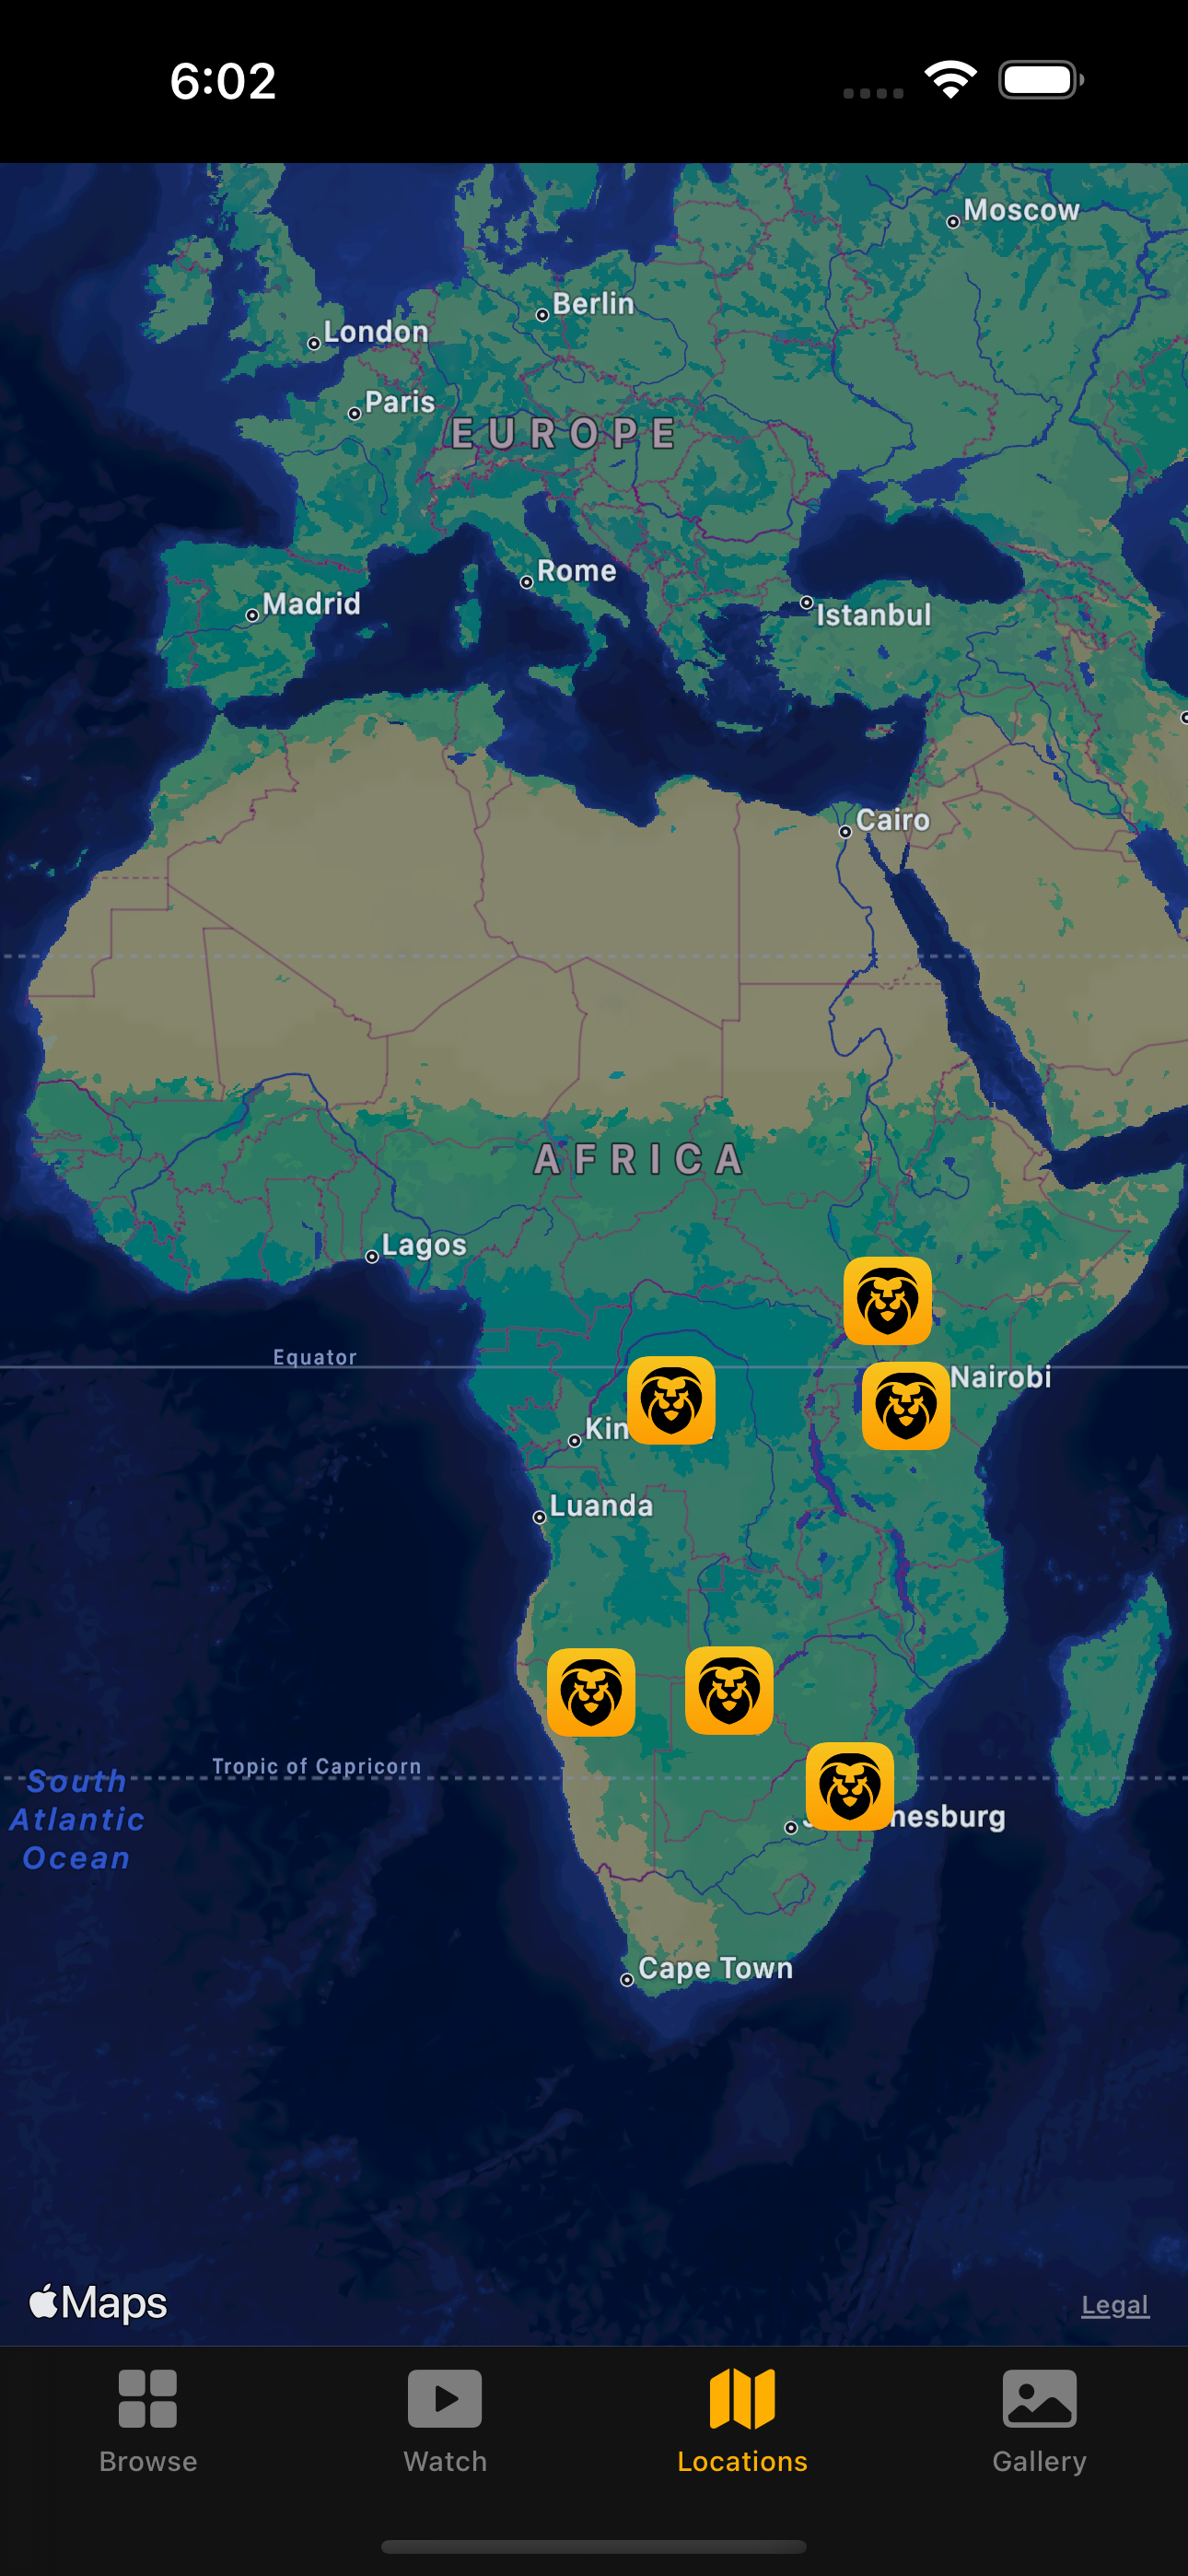 6:02
Moscow
Berlin
London
Paris
EUROPE
Rome
Madrid
Istanbul
Cairo
AFRICA
Lagos
Equator
Nairobi
Kin
Luanda
Tropic of Capricorn
South
Atlantic
Ocean
nesburg
Cape Town
Maps
Legal
Browse
Watch
Locations
Gallery